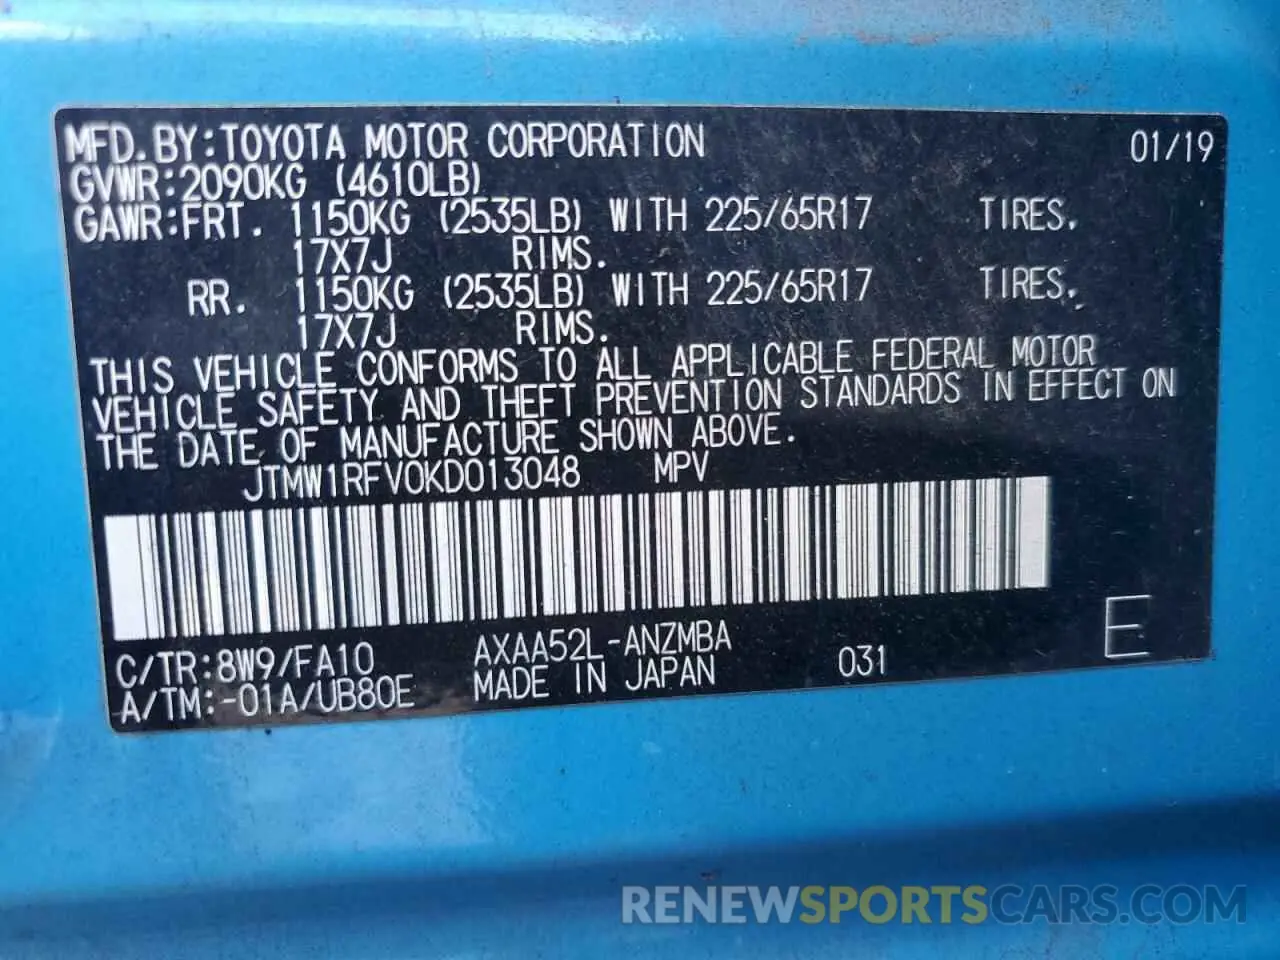 MFD.BY:TOYOTA MOTOR CORPORATION 01/19
GVWR:2090KG (4610LB)
GAWR:FRT. 1150KG (2535LB) WITH 225/65R17 TIRES.
17X7J RIMS.
RR. 1150KG (2535LB) WITH 225/65R17 TIRES.
17X7J RIMS.
THIS VEHICLE CONFORMS TO ALL APPLICABLE FEDERAL MOTOR
VEHICLE SAFETY AND THEFT PREVENTION STANDARDS IN EFFECT ON
THE DATE OF MANUFACTURE SHOWN ABOVE.
JTMW1RFV0KD013048 MPV
C/TR:8W9/FA10 AXAA52L-ANZMBA 031 E
A/TM:-01A/UB80E MADE IN JAPAN
RENEWSPORTSCARS.COM